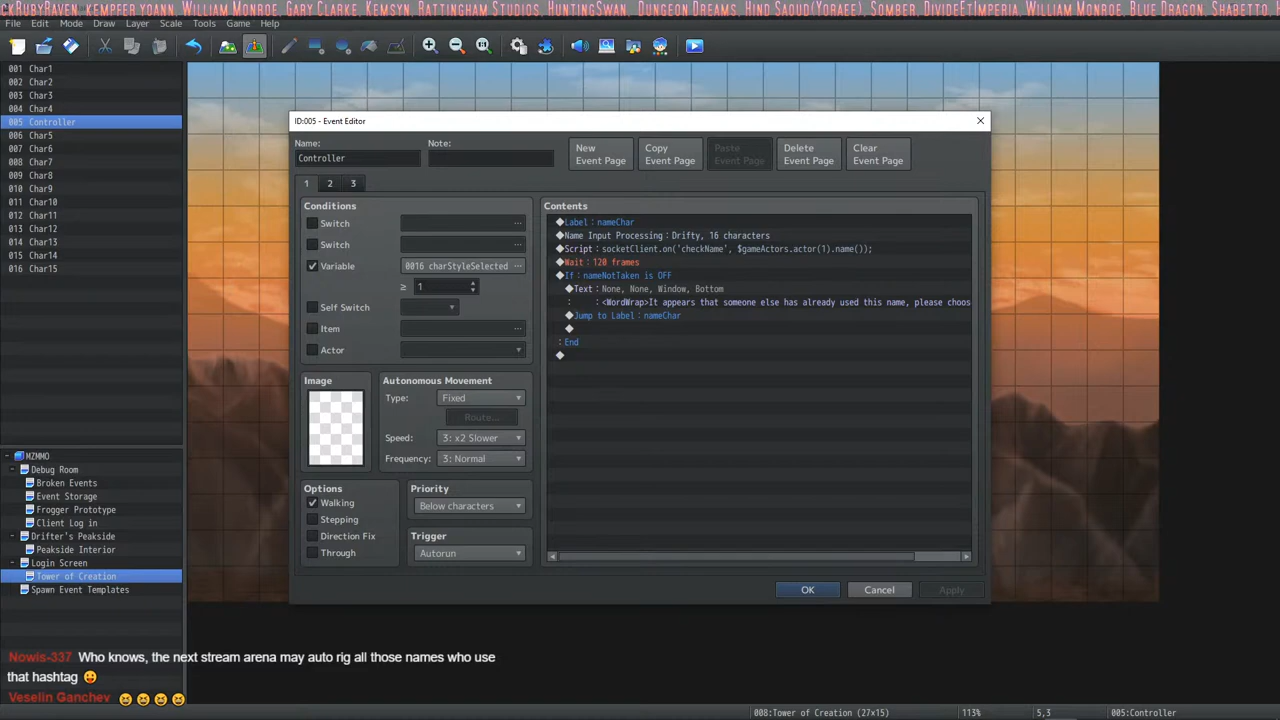 ckRubyRaven, kempfer yoann, William Monroe, Gary Clarke, Kemsyn, Rattingham Studios, HuntingSwan, Dungeon Dreams, Hind Saoud(Yorafe), Somber, DivideEtImperia, William Monroe, Blue Dragon, Shabetto,
File Edit Mode Draw Layer Scale Tools Game Help
001 Char1
002 Char2
003 Char3
004 Char4
005 Controller
006 Char5
007 Char6
008 Char7
009 Char8
010 Char9
011 Char10
012 Char11
013 Char12
014 Char13
015 Char14
016 Char15
MZMMO
Debug Room
Broken Events
Event Storage
Frogger Prototype
Client Log in
Drifter's Peakside
Peakside Interior
Login Screen
Tower of Creation
Spawn Event Templates
ID:005 - Event Editor
Name:
Controller
Note:
New Event Page
Copy Event Page
Paste Event Page
Delete Event Page
Clear Event Page
1 2 3
Conditions
Switch ...
Switch ...
Variable 0016 charStyleSelected ...
≥ 1
Self Switch
Item ...
Actor
Image
Autonomous Movement
Type: Fixed
Route...
Speed: 3: x2 Slower
Frequency: 3: Normal
Options
Walking
Stepping
Direction Fix
Through
Priority
Below characters
Trigger
Autorun
Contents
◆Label：nameChar
◆Name Input Processing：Drifty, 16 characters
◆Script：socketClient.on('checkName', $gameActors.actor(1).name());
◆Wait：120 frames
◆If：nameNotTaken is OFF
◆Text：None, None, Window, Bottom
：　：<WordWrap>It appears that someone else has already used this name, please choos
◆Jump to Label：nameChar
◆
：End
◆
OK Cancel Apply
Nowis-337 Who knows, the next stream arena may auto rig all those names who use
that hashtag 😛
Veselin Ganchev 😆😆😆😆
008:Tower of Creation (27x15) 113% 5,3 005:Controller